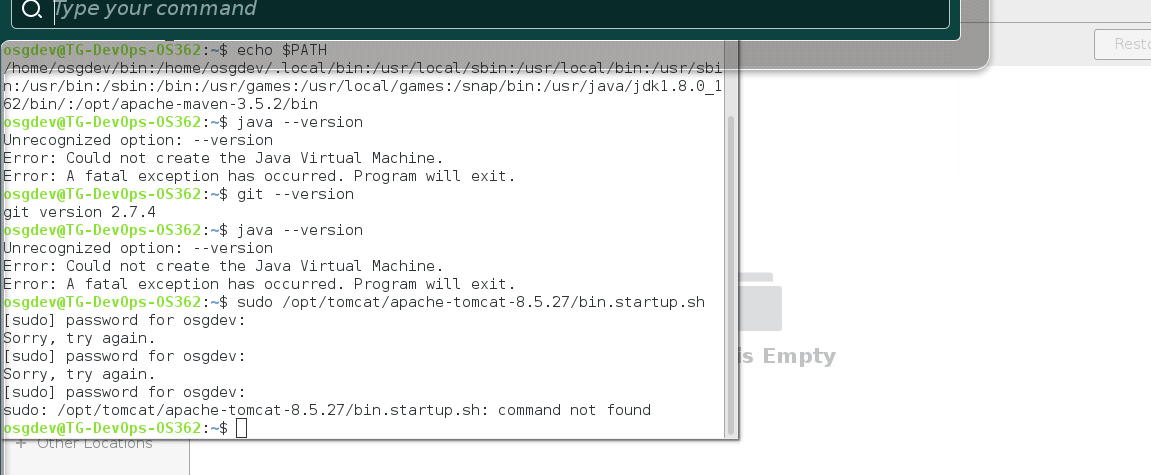 Type your command
Resto
osgdev@TG-DevOps-OS362:~$ echo $PATH
/home/osgdev/bin:/home/osgdev/.local/bin:/usr/local/sbin:/usr/local/bin:/usr/sbi
n:/usr/bin:/sbin:/bin:/usr/games:/usr/local/games:/snap/bin:/usr/java/jdk1.8.0_1
62/bin/:/opt/apache-maven-3.5.2/bin
osgdev@TG-DevOps-OS362:~$ java --version
Unrecognized option: --version
Error: Could not create the Java Virtual Machine.
Error: A fatal exception has occurred. Program will exit.
osgdev@TG-DevOps-OS362:~$ git --version
git version 2.7.4
osgdev@TG-DevOps-OS362:~$ java --version
Unrecognized option: --version
Error: Could not create the Java Virtual Machine.
Error: A fatal exception has occurred. Program will exit.
osgdev@TG-DevOps-OS362:~$ sudo /opt/tomcat/apache-tomcat-8.5.27/bin.startup.sh
[sudo] password for osgdev:
Sorry, try again.
[sudo] password for osgdev:
Sorry, try again.
[sudo] password for osgdev:
sudo: /opt/tomcat/apache-tomcat-8.5.27/bin.startup.sh: command not found
osgdev@TG-DevOps-OS362:~$
is Empty
+ Other Locations